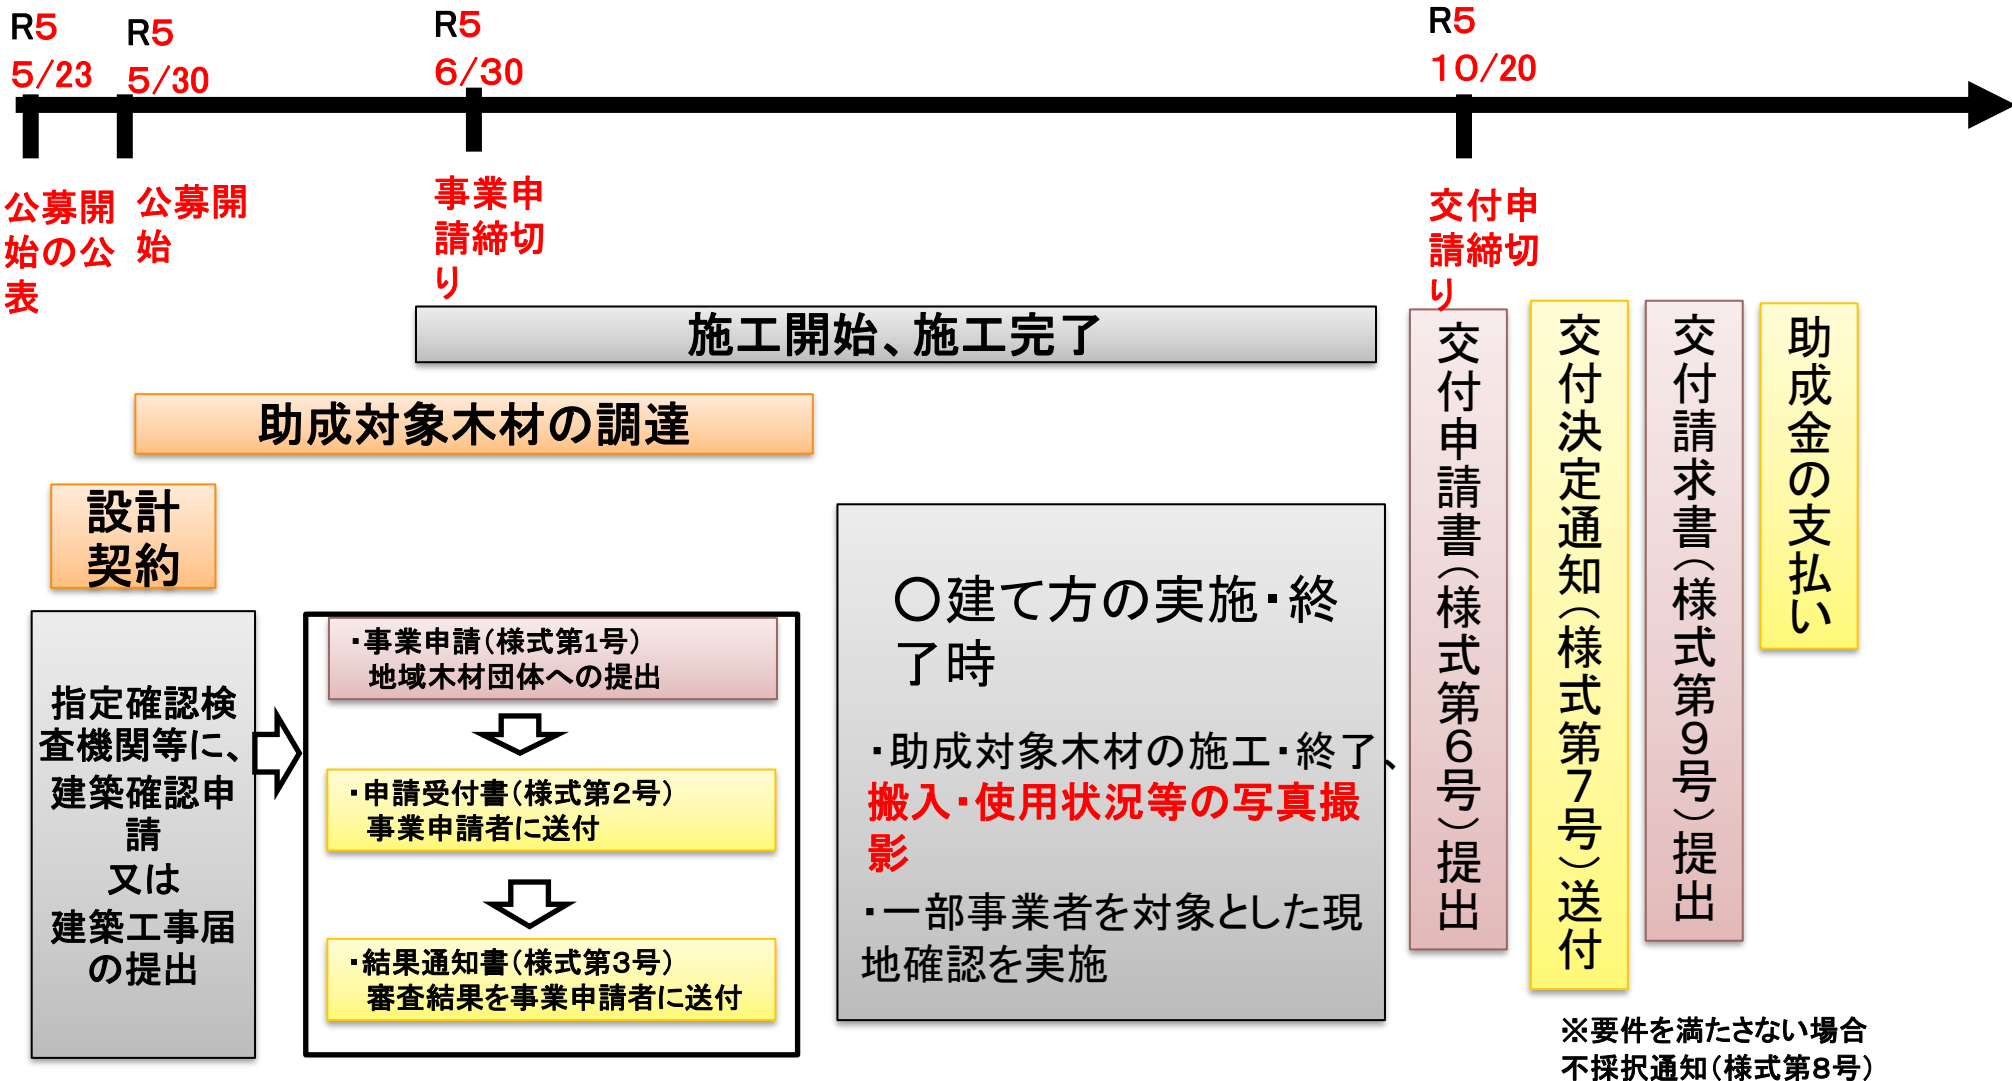 R5
5/23
R5
5/30
R5
6/30
R5
10/20
公募開
始の公
表
公募開
始
事業申
請締切
り
交付申
請締切
り
施工開始、施工完了
助成対象木材の調達
設計
契約
指定確認検
査機関等に、
建築確認申
請
又は
建築工事届
の提出
・事業申請(様式第1号)
地域木材団体への提出
・申請受付書(様式第2号)
事業申請者に送付
・結果通知書(様式第3号)
審査結果を事業申請者に送付
〇建て方の実施・終
了時
・助成対象木材の施工・終了、
搬入・使用状況等の写真撮
影
・一部事業者を対象とした現
地確認を実施
交付申請書(様式第6号)提出
交付決定通知(様式第7号)送付
交付請求書(様式第9号)提出
助成金の支払い
※要件を満たさない場合
不採択通知(様式第8号)